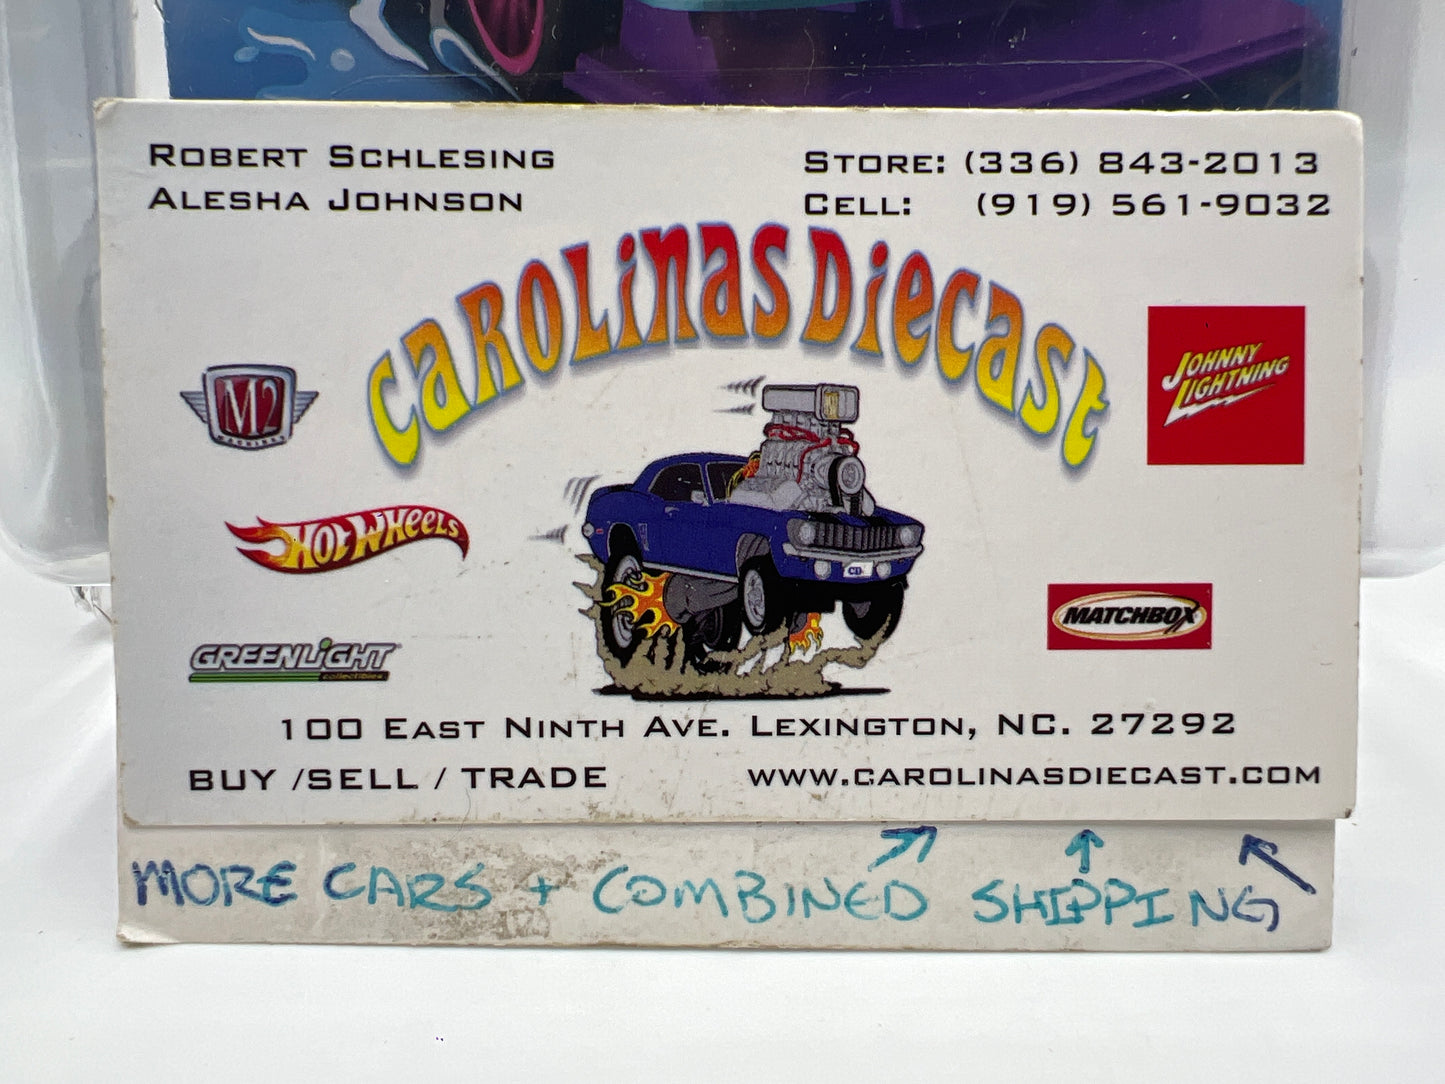 ROBERT SCHLESING
ALESHA JOHNSON
STORE: (336) 843-2013
CELL: (919) 561-9032
CAROLINAS DIECAST
M2
MACHINES
JOHNNY
LIGHTNING
HOT WHEELS
MATCHBOX
GREENLIGHT
collectibles
100 EAST NINTH AVE. LEXINGTON, NC. 27292
BUY /SELL / TRADE
WWW.CAROLINASDIECAST.COM
MORE CARS + COMBINED SHIPPING